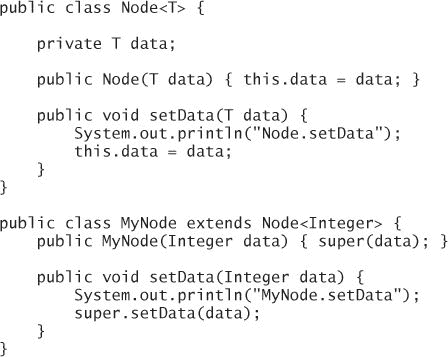 public class Node<T> {
private T data;
public Node(T data) { this.data = data; }
public void setData(T data) {
System.out.println("Node.setData");
this.data = data;
}
}
public class MyNode extends Node<Integer> {
public MyNode(Integer data) { super(data); }
public void setData(Integer data) {
System.out.println("MyNode.setData");
super.setData(data);
}
}